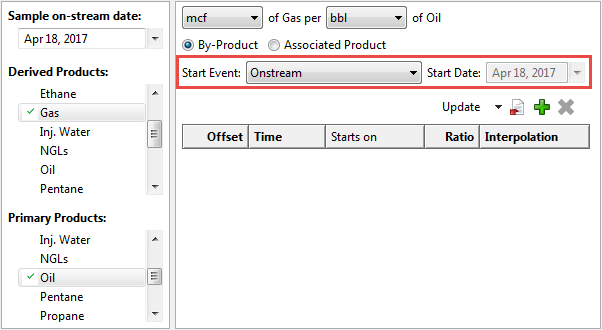 Sample on-stream date:
Apr 18, 2017
Derived Products:
Ethane
Gas
Inj. Water
NGLs
Oil
Pentane
Primary Products:
Inj. Water
NGLs
Oil
Pentane
Propane
mcf of Gas per bbl of Oil
By-Product Associated Product
Start Event: Onstream Start Date: Apr 18, 2017
Update
Offset Time Starts on Ratio Interpolation